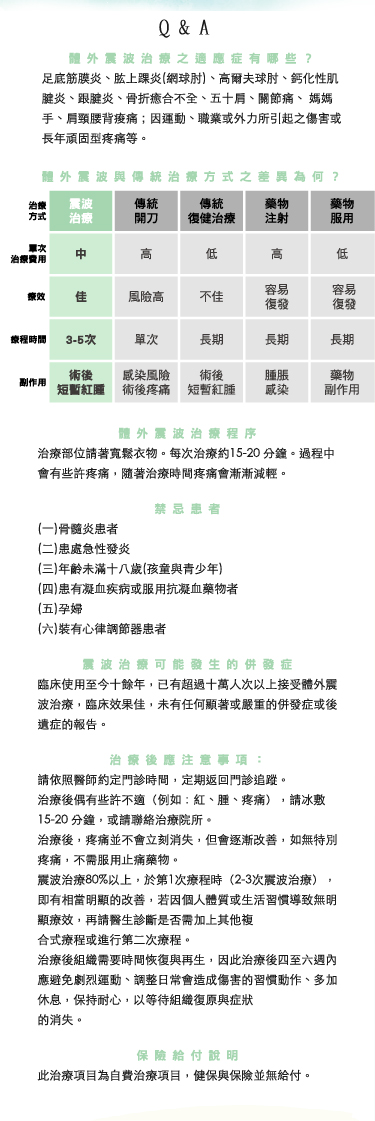 Q & A
體外震波治療之適應症有哪些?
足底筋膜炎、肱上踝炎(網球肘)、高爾夫球肘、鈣化性肌
腱炎、跟腱炎、骨折癒合不全、五十肩、關節痛、媽媽
手、肩頸腰背痠痛;因運動、職業或外力所引起之傷害或
長年頑固型疼痛等。
體外震波與傳統治療方式之差異為何?
治療方式 震波治療 傳統開刀 傳統復健治療 藥物注射 藥物服用
單次治療費用 中 高 低 高 低
療效 佳 風險高 不佳 容易復發 容易復發
療程時間 3-5次 單次 長期 長期 長期
副作用 術後短暫紅腫 感染風險術後疼痛 術後短暫紅腫 腫脹感染 藥物副作用
體外震波治療程序
治療部位請著寬鬆衣物。每次治療約15-20 分鐘。過程中
會有些許疼痛,隨著治療時間疼痛會漸漸減輕。
禁忌患者
(一)骨髓炎患者
(二)患處急性發炎
(三)年齡未滿十八歲(孩童與青少年)
(四)患有凝血疾病或服用抗凝血藥物者
(五)孕婦
(六)裝有心律調節器患者
震波治療可能發生的併發症
臨床使用至今十餘年,已有超過十萬人次以上接受體外震
波治療,臨床效果佳,未有任何顯著或嚴重的併發症或後
遺症的報告。
治療後應注意事項:
請依照醫師約定門診時間,定期返回門診追蹤。
治療後偶有些許不適(例如:紅、腫、疼痛),請冰敷
15-20 分鐘,或請聯絡治療院所。
治療後,疼痛並不會立刻消失,但會逐漸改善,如無特別
疼痛,不需服用止痛藥物。
震波治療80%以上,於第1次療程時(2-3次震波治療),
即有相當明顯的改善,若因個人體質或生活習慣導致無明
顯療效,再請醫生診斷是否需加上其他複
合式療程或進行第二次療程。
治療後組織需要時間恢復與再生,因此治療後四至六週內
應避免劇烈運動、調整日常會造成傷害的習慣動作、多加
休息,保持耐心,以等待組織復原與症狀
的消失。
保險給付說明
此治療項目為自費治療項目,健保與保險並無給付。